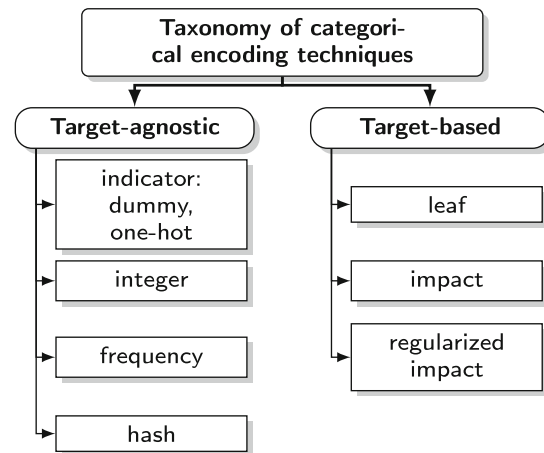 Taxonomy of categori-
cal encoding techniques
Target-agnostic
indicator:
dummy,
one-hot
integer
frequency
hash
Target-based
leaf
impact
regularized
impact